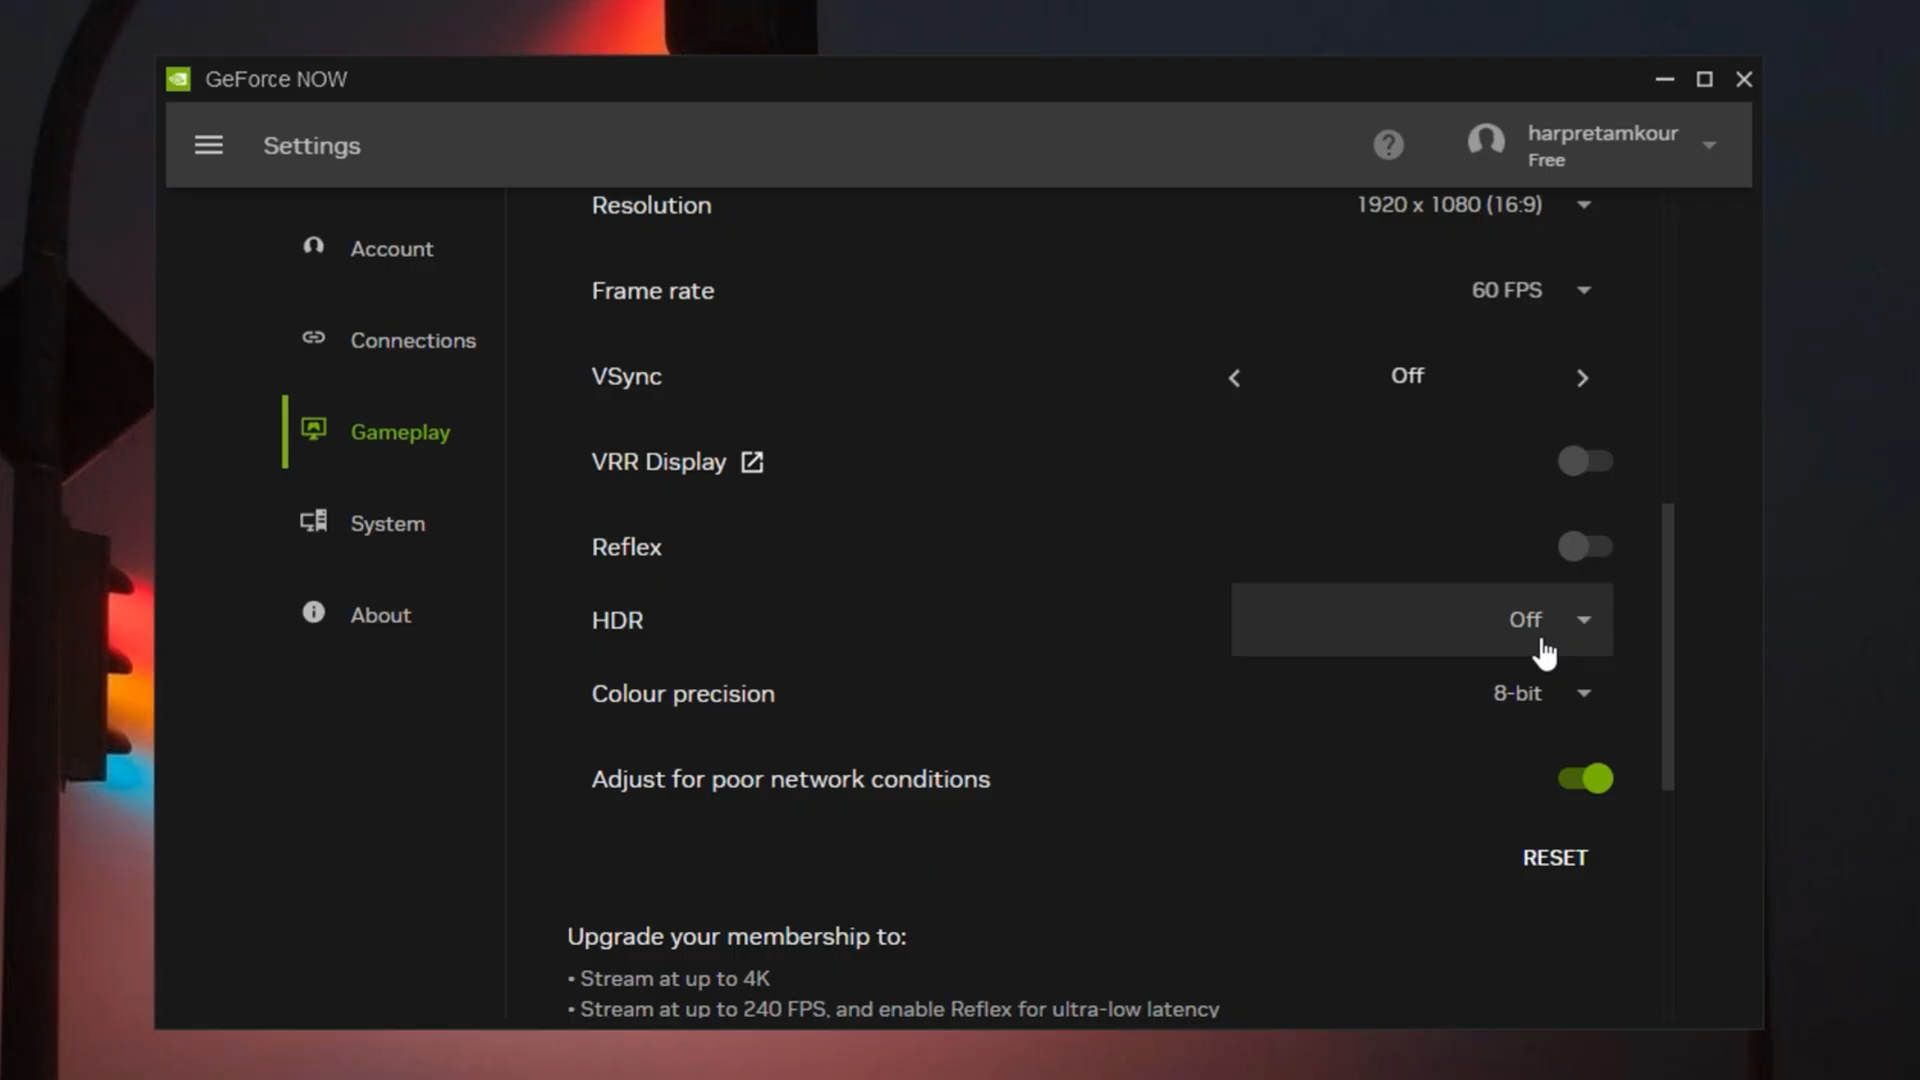 GeForce NOW
Settings
harpretamkour
Free
Account
Connections
Gameplay
System
About
Resolution 1920 x 1080 (16:9)
Frame rate 60 FPS
VSync Off
VRR Display
Reflex
HDR Off
Colour precision 8-bit
Adjust for poor network conditions
RESET
Upgrade your membership to:
• Stream at up to 4K
• Stream at up to 240 FPS, and enable Reflex for ultra-low latency